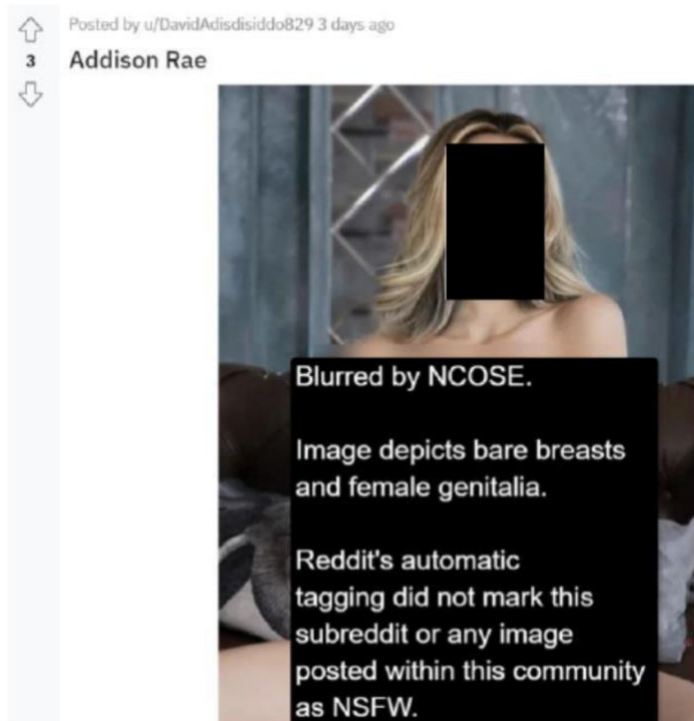 Posted by u/DavidAdisdisiddo829 3 days ago
3
Addison Rae
Blurred by NCOSE.
Image depicts bare breasts
and female genitalia.
Reddit's automatic
tagging did not mark this
subreddit or any image
posted within this community
as NSFW.